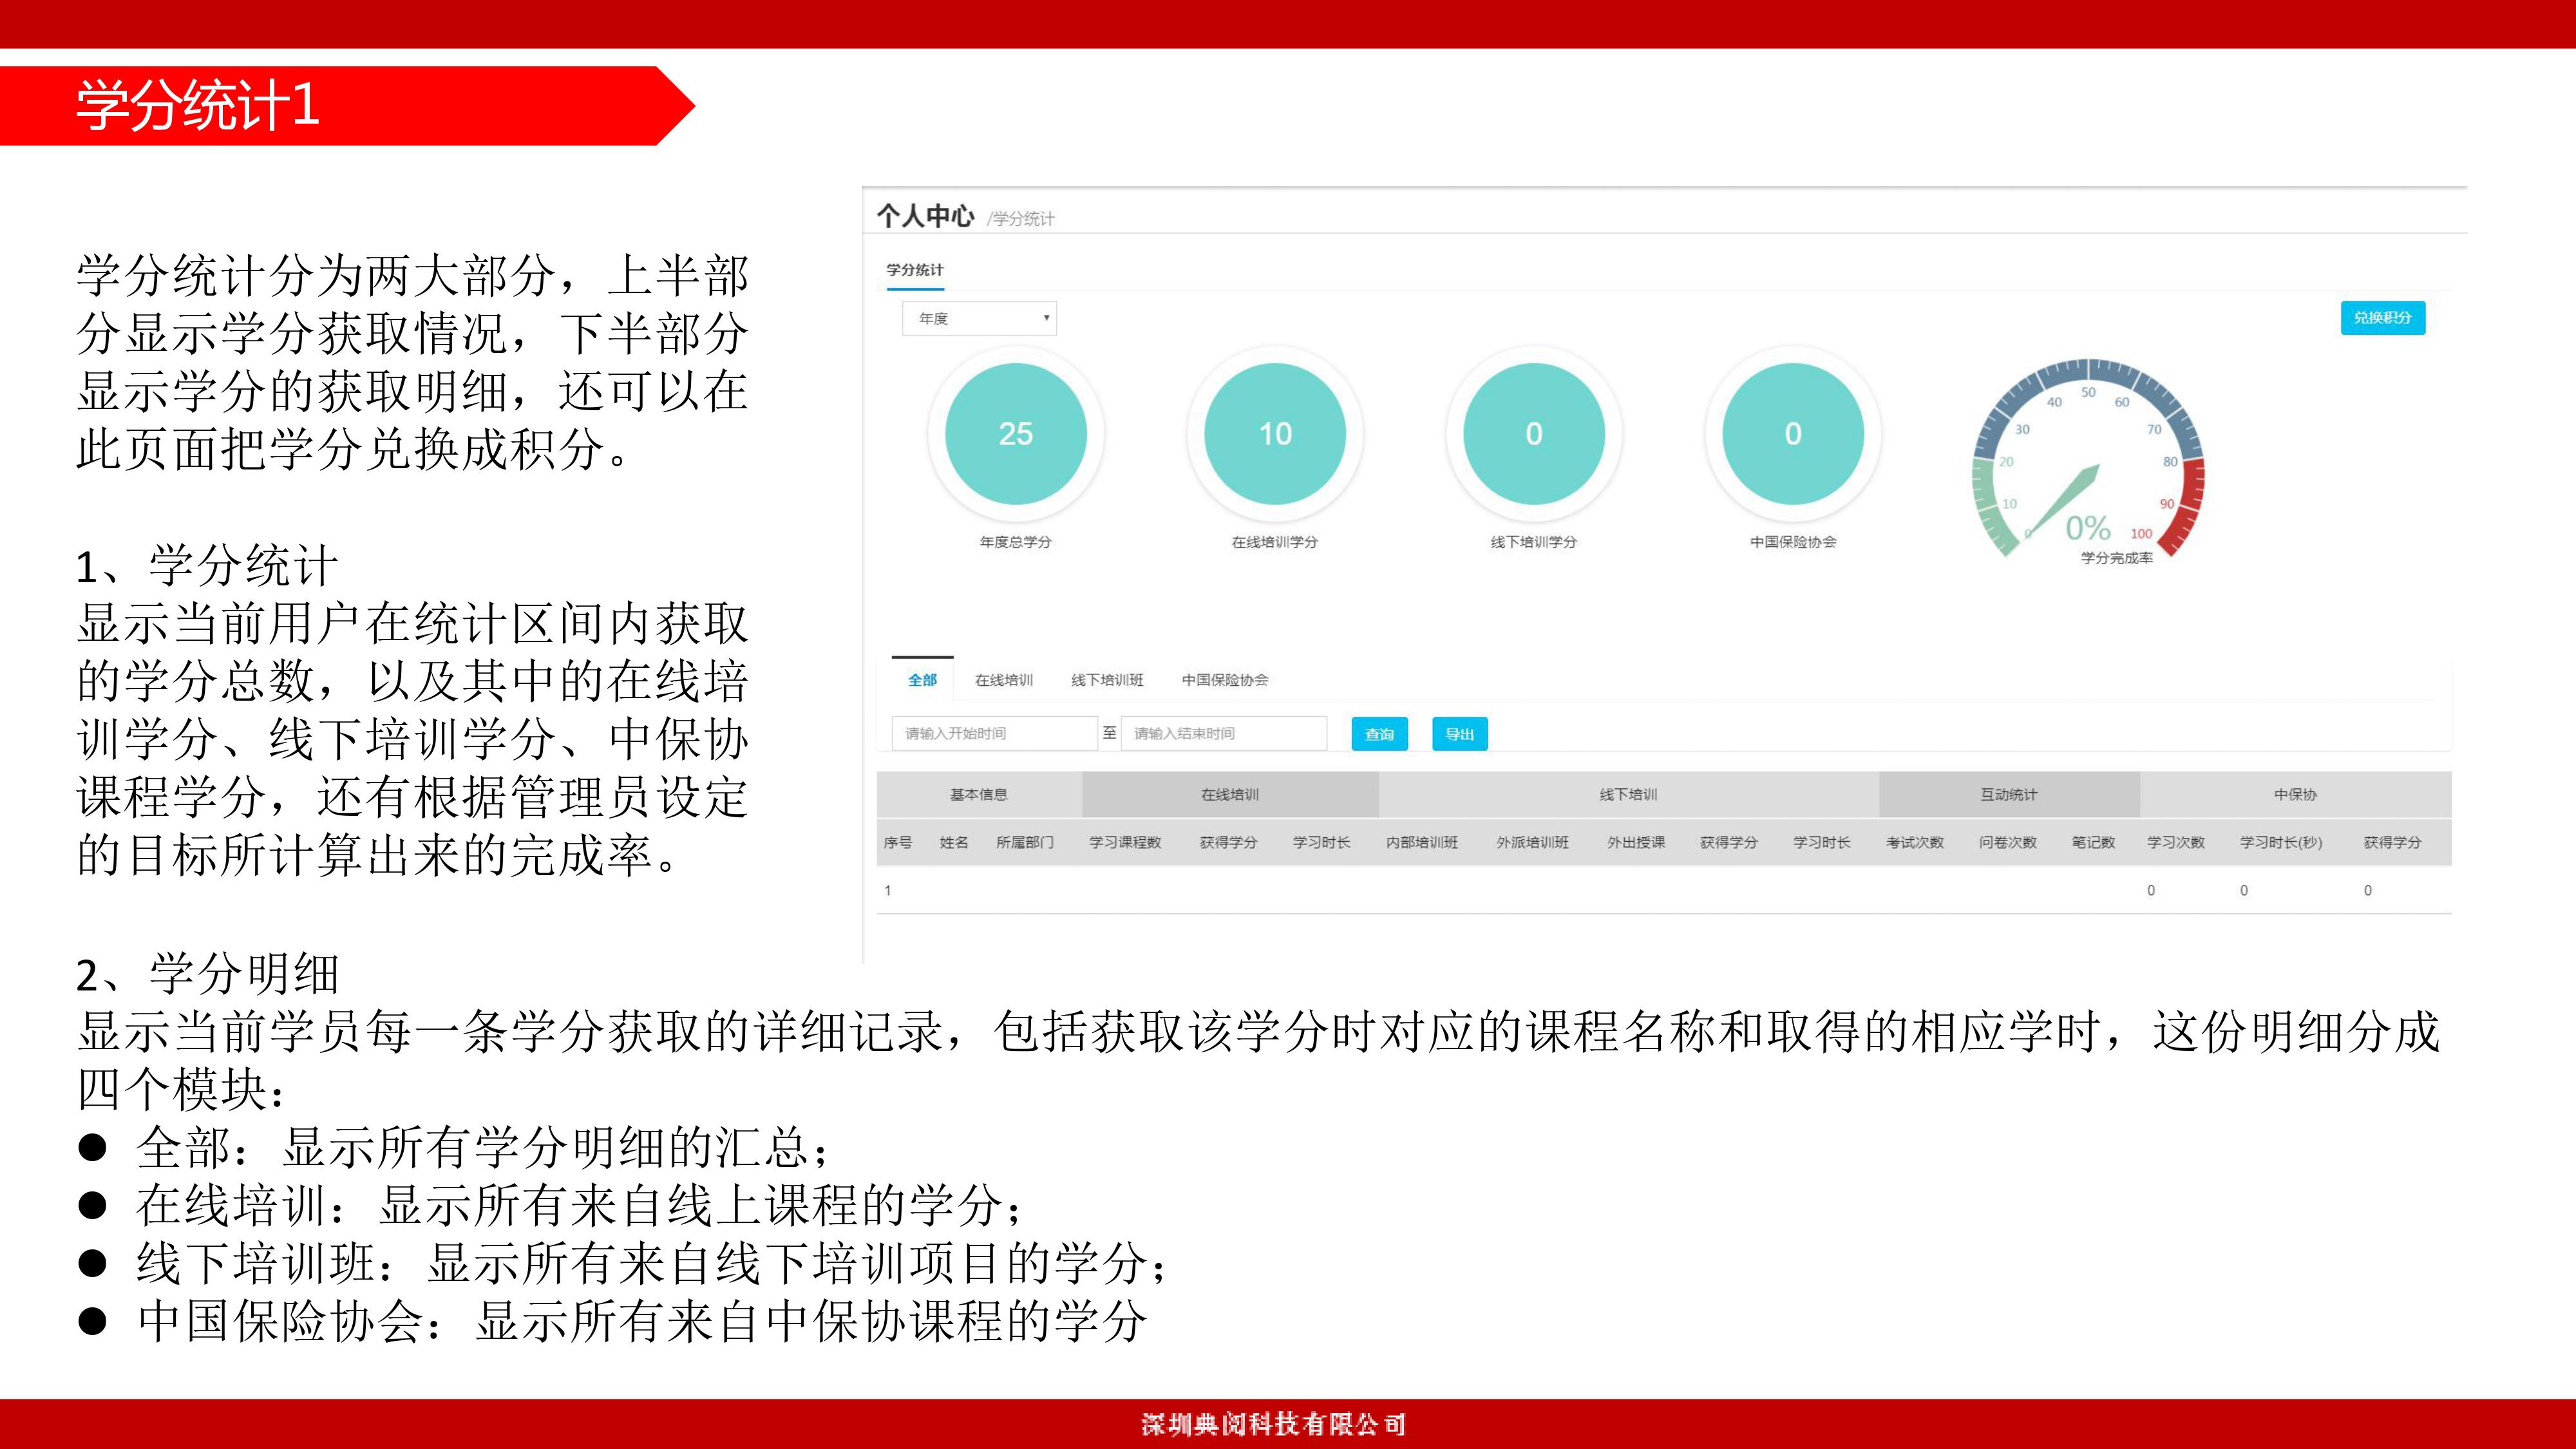 学分统计1
学分统计分为两大部分，上半部
分显示学分获取情况，下半部分
显示学分的获取明细，还可以在
此页面把学分兑换成积分。
1、学分统计
显示当前用户在统计区间内获取
的学分总数，以及其中的在线培
训学分、线下培训学分、中保协
课程学分，还有根据管理员设定
的目标所计算出来的完成率。
个人中心 /学分统计
学分统计
年度
兑换积分
25 10 0 0
年度总学分 在线培训学分 线下培训学分 中国保险协会
0 10 20 30 40 50 60 70 80 90 100
0%
学分完成率
全部 在线培训 线下培训班 中国保险协会
请输入开始时间 至 请输入结束时间 查询 导出
基本信息 在线培训 线下培训 互动统计 中保协
序号 姓名 所属部门 学习课程数 获得学分 学习时长 内部培训班 外派培训班 外出授课 获得学分 学习时长 考试次数 问卷次数 笔记数 学习次数 学习时长(秒) 获得学分
1 0 0 0
2、学分明细
显示当前学员每一条学分获取的详细记录，包括获取该学分时对应的课程名称和取得的相应学时，这份明细分成
四个模块：
● 全部：显示所有学分明细的汇总；
● 在线培训：显示所有来自线上课程的学分；
● 线下培训班：显示所有来自线下培训项目的学分；
● 中国保险协会：显示所有来自中保协课程的学分
深圳典阅科技有限公司